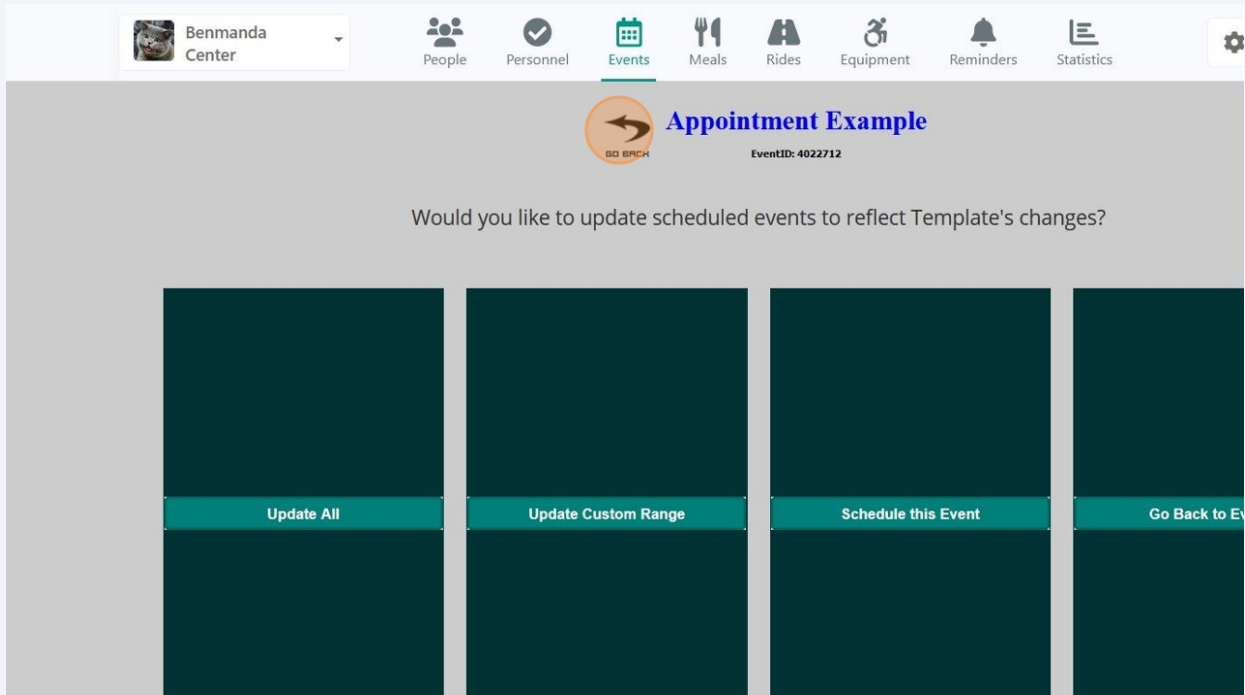 Benmanda
Center
People
Personnel
Events
Meals
Rides
Equipment
Reminders
Statistics
GO BACK
Appointment Example
EventID: 4022712
Would you like to update scheduled events to reflect Template's changes?
Update All
Update Custom Range
Schedule this Event
Go Back to Ev